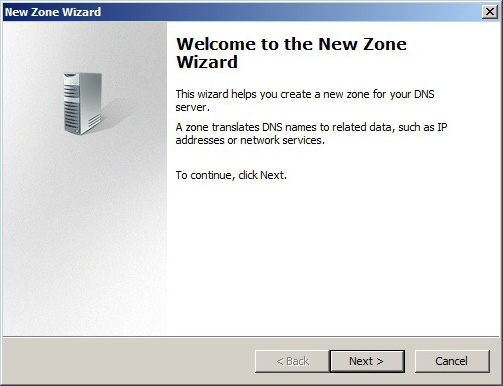 New Zone Wizard
Welcome to the New Zone
Wizard
This wizard helps you create a new zone for your DNS
server.
A zone translates DNS names to related data, such as IP
addresses or network services.
To continue, click Next.
< Back
Next >
Cancel